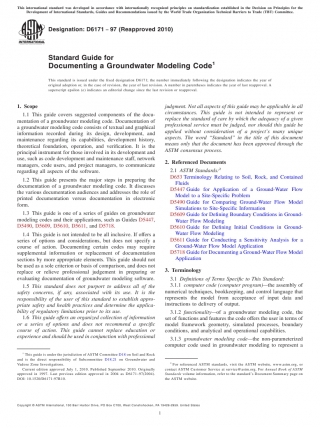 This international standard was developed in accordance with internationally recognized principles on standardization established in the Decision on Principles for the
Development of International Standards, Guides and Recommendations issued by the World Trade Organization Technical Barriers to Trade (TBT) Committee.
Designation: D6171 − 97 (Reapproved 2010)
INTERNATIONAL
Standard Guide for
Documenting a Groundwater Modeling Code¹
This standard is issued under the fixed designation D6171; the number immediately following the designation indicates the year of
original adoption or, in the case of revision, the year of last revision. A number in parentheses indicates the year of last reapproval. A
superscript epsilon (ε) indicates an editorial change since the last revision or reapproval.
1. Scope
1.1 This guide covers suggested components of the docu-
mentation of a groundwater modeling code. Documentation of
a groundwater modeling code consists of textual and graphical
information recorded during its design, development, and
maintenance regarding its capabilities, development history,
theoretical foundation, operation, and verification. It is the
principal instrument for those involved in its development and
use, such as code development and maintenance staff, network
managers, code users, and project managers, to communicate
regarding all aspects of the software.
1.2 This guide presents the major steps in preparing the
documentation of a groundwater modeling code. It discusses
the various documentation audiences and addresses the role of
printed documentation versus documentation in electronic
form.
1.3 This guide is one of a series of guides on groundwater
modeling codes and their applications, such as Guides D5447,
D5490, D5609, D5610, D5611, and D5718.
1.4 This guide is not intended to be all inclusive. It offers a
series of options and considerations, but does not specify a
course of action. Documenting certain codes may require
supplemental information or replacement of documentation
sections by more appropriate elements. This guide should not
be used as a sole criterion or basis of comparison, and does not
replace or relieve professional judgement in preparing or
evaluating documentation of groundwater modeling software.
1.5 This standard does not purport to address all of the
safety concerns, if any, associated with its use. It is the
responsibility of the user of this standard to establish appro-
priate safety and health practices and determine the applica-
bility of regulatory limitations prior to its use.
1.6 This guide offers an organized collection of information
or a series of options and does not recommend a specific
course of action. This guide cannot replace education or
experience and should be used in conjunction with professional
judgment. Not all aspects of this guide may be applicable in all
circumstances. This guide is not intended to represent or
replace the standard of care by which the adequacy of a given
professional service must be judged, nor should this guide be
applied without consideration of a project's many unique
aspects. The word "Standard" in the title of this document
means only that the document has been approved through the
ASTM consensus process.
2. Referenced Documents
2.1 ASTM Standards:²
D653 Terminology Relating to Soil, Rock, and Contained
Fluids
D5447 Guide for Application of a Ground-Water Flow
Model to a Site-Specific Problem
D5490 Guide for Comparing Ground-Water Flow Model
Simulations to Site-Specific Information
D5609 Guide for Defining Boundary Conditions in Ground-
Water Flow Modeling
D5610 Guide for Defining Initial Conditions in Ground-
Water Flow Modeling
D5611 Guide for Conducting a Sensitivity Analysis for a
Ground-Water Flow Model Application
D5718 Guide for Documenting a Ground-Water Flow Model
Application
3. Terminology
3.1 Definitions of Terms Specific to This Standard:
3.1.1 computer code (computer program)—the assembly of
numerical techniques, bookkeeping, and control language that
represents the model from acceptance of input data and
instructions to delivery of output.
3.1.2 functionality—of a groundwater modeling code, the
set of functions and features the code offers the user in terms of
model framework geometry, simulated processes, boundary
conditions, and analytical and operational capabilities.
3.1.3 groundwater modeling code—the non-parameterized
computer code used in groundwater modeling to represent a
¹ This guide is under the jurisdiction of ASTM Committee D18 on Soil and Rock
and is the direct responsibility of Subcommittee D18.21 on Groundwater and
Vadose Zone Investigations.
Current edition approved July 1, 2010. Published September 2010. Originally
approved in 1997. Last previous edition approved in 2004 as D6171–97(2004).
DOI: 10.1520/D6171-97R10.
² For referenced ASTM standards, visit the ASTM website, www.astm.org, or
contact ASTM Customer Service at service@astm.org. For Annual Book of ASTM
Standards volume information, refer to the standard's Document Summary page on
the ASTM website.
Copyright © ASTM International, 100 Barr Harbor Drive, PO Box C700, West Conshohocken, PA 19428-2959. United States
1